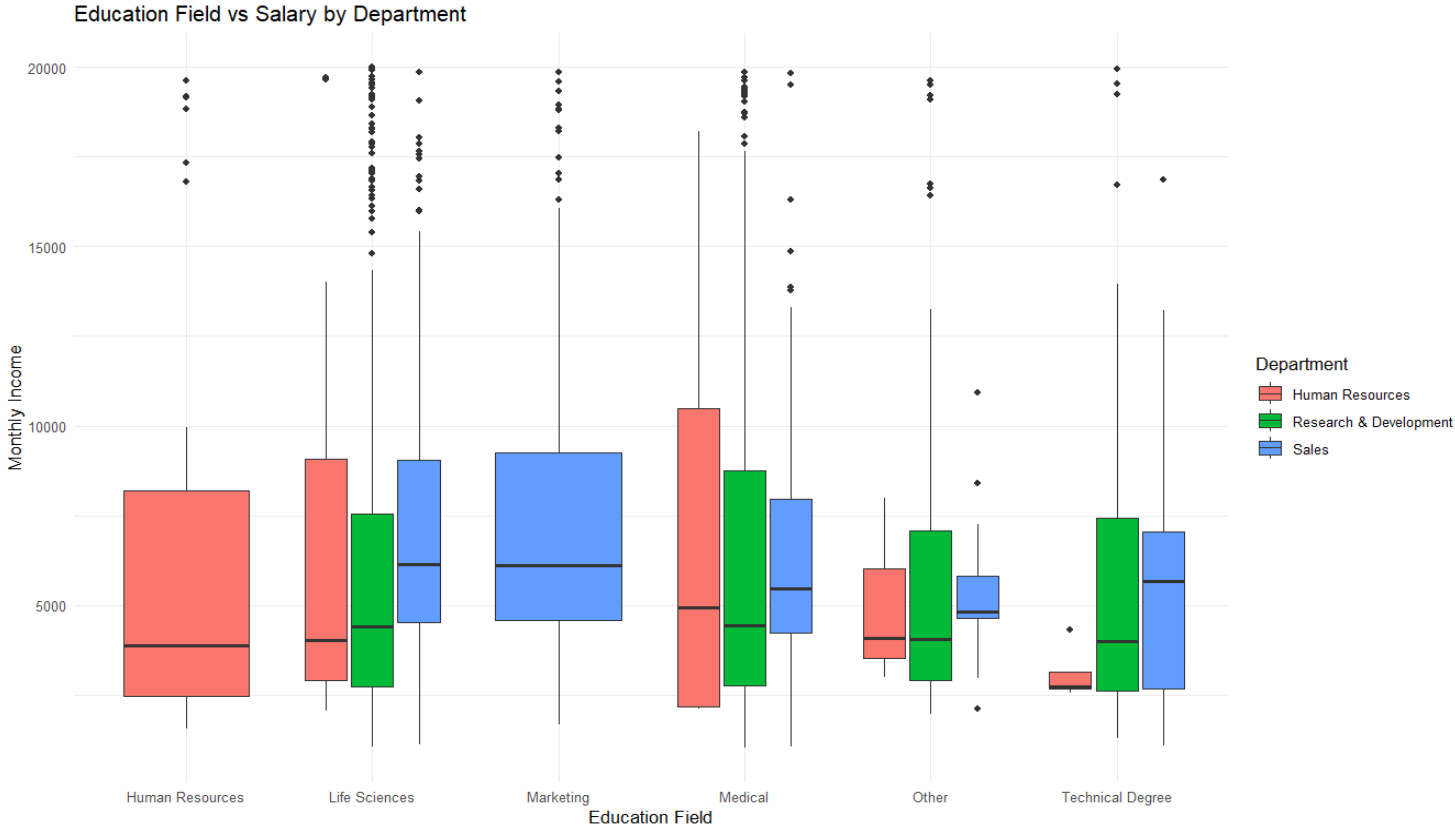 Education Field vs Salary by Department
20000
15000
10000
5000
Monthly Income
Human Resources
Life Sciences
Marketing
Medical
Other
Technical Degree
Education Field
Department
Human Resources
Research & Development
Sales